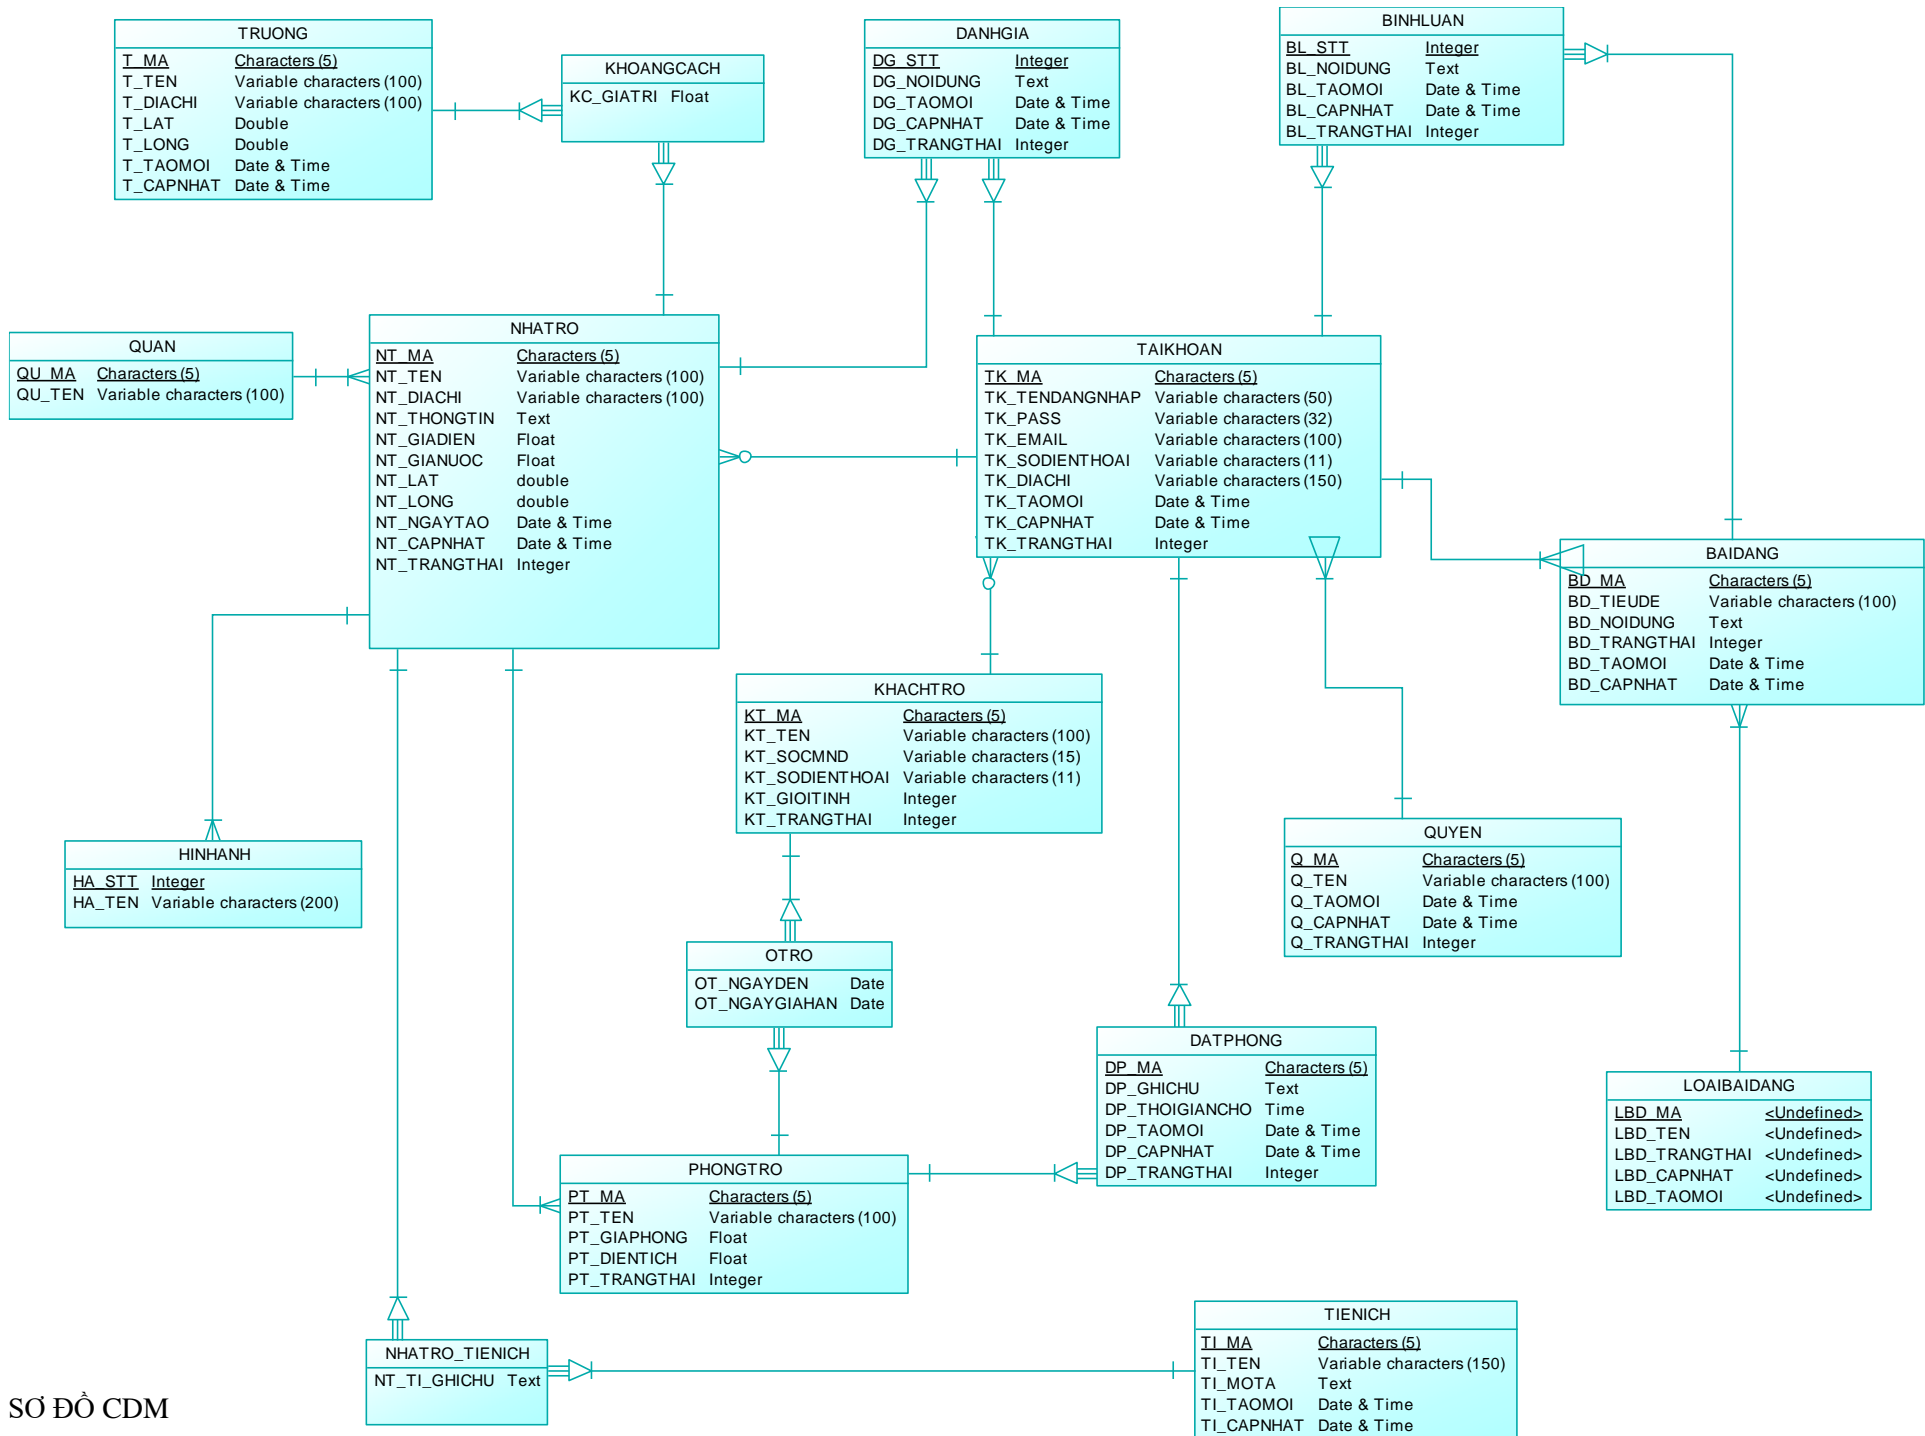 TRUONG
T_MA Characters (5)
T_TEN Variable characters (100)
T_DIACHI Variable characters (100)
T_LAT Double
T_LONG Double
T_TAOMOI Date & Time
T_CAPNHAT Date & Time
KHOANGCACH
KC_GIATRI Float
DANHGIA
DG_STT Integer
DG_NOIDUNG Text
DG_TAOMOI Date & Time
DG_CAPNHAT Date & Time
DG_TRANGTHAI Integer
BINHLUAN
BL_STT Integer
BL_NOIDUNG Text
BL_TAOMOI Date & Time
BL_CAPNHAT Date & Time
BL_TRANGTHAI Integer
QUAN
QU_MA Characters (5)
QU_TEN Variable characters (100)
NHATRO
NT_MA Characters (5)
NT_TEN Variable characters (100)
NT_DIACHI Variable characters (100)
NT_THONGTIN Text
NT_GIADIEN Float
NT_GIANUOC Float
NT_LAT double
NT_LONG double
NT_NGAYTAO Date & Time
NT_CAPNHAT Date & Time
NT_TRANGTHAI Integer
TAIKHOAN
TK_MA Characters (5)
TK_TENDANGNHAP Variable characters (50)
TK_PASS Variable characters (32)
TK_EMAIL Variable characters (100)
TK_SODIENTHOAI Variable characters (11)
TK_DIACHI Variable characters (150)
TK_TAOMOI Date & Time
TK_CAPNHAT Date & Time
TK_TRANGTHAI Integer
BAIDANG
BD_MA Characters (5)
BD_TIEUDE Variable characters (100)
BD_NOIDUNG Text
BD_TRANGTHAI Integer
BD_TAOMOI Date & Time
BD_CAPNHAT Date & Time
KHACHTRO
KT_MA Characters (5)
KT_TEN Variable characters (100)
KT_SOCMND Variable characters (15)
KT_SODIENTHOAI Variable characters (11)
KT_GIOITINH Integer
KT_TRANGTHAI Integer
HINHANH
HA_STT Integer
HA_TEN Variable characters (200)
QUYEN
Q_MA Characters (5)
Q_TEN Variable characters (100)
Q_TAOMOI Date & Time
Q_CAPNHAT Date & Time
Q_TRANGTHAI Integer
OTRO
OT_NGAYDEN Date
OT_NGAYGIAHAN Date
DATPHONG
DP_MA Characters (5)
DP_GHICHU Text
DP_THOIGIANCHO Time
DP_TAOMOI Date & Time
DP_CAPNHAT Date & Time
DP_TRANGTHAI Integer
LOAIBAIDANG
LBD_MA <Undefined>
LBD_TEN <Undefined>
LBD_TRANGTHAI <Undefined>
LBD_CAPNHAT <Undefined>
LBD_TAOMOI <Undefined>
PHONGTRO
PT_MA Characters (5)
PT_TEN Variable characters (100)
PT_GIAPHONG Float
PT_DIENTICH Float
PT_TRANGTHAI Integer
NHATRO_TIENICH
NT_TI_GHICHU Text
TIENICH
TI_MA Characters (5)
TI_TEN Variable characters (150)
TI_MOTA Text
TI_TAOMOI Date & Time
TI_CAPNHAT Date & Time
SƠ ĐỒ CDM